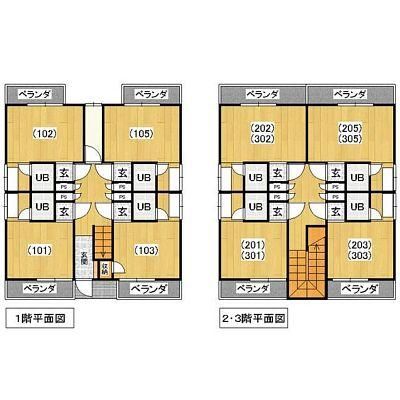 ベランダ ベランダ
(102) (105)
UB 玄 玄 UB
PS PS
PS PS
UB 玄 玄 UB
(101) 玄関 収納 (103)
ベランダ ベランダ
1階平面図
ベランダ ベランダ
(202) (205)
(302) (305)
UB 玄 玄 UB
PS PS
PS PS
UB 玄 玄 UB
(201) (203)
(301) (303)
ベランダ ベランダ
2・3階平面図